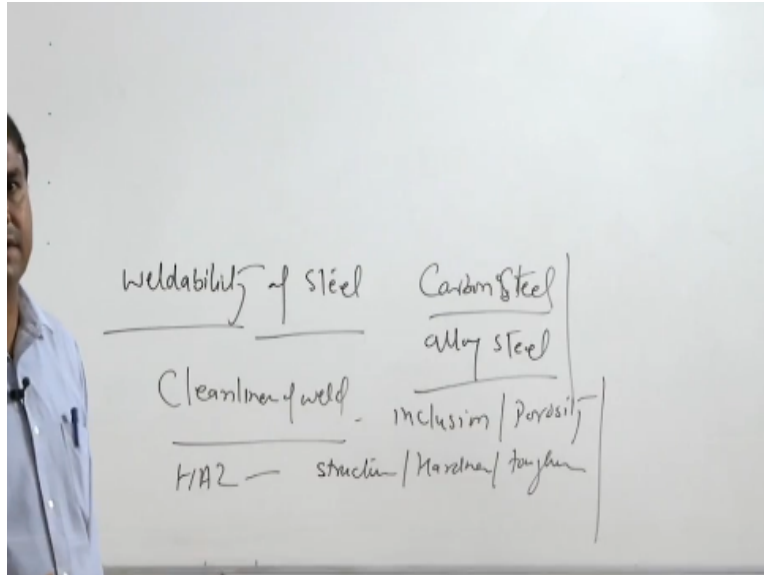 weldability of steel
Carbon steel
alloy steel
Cleanliness of weld
inclusion / Porosity
HAZ — structure / Hardness / toughness